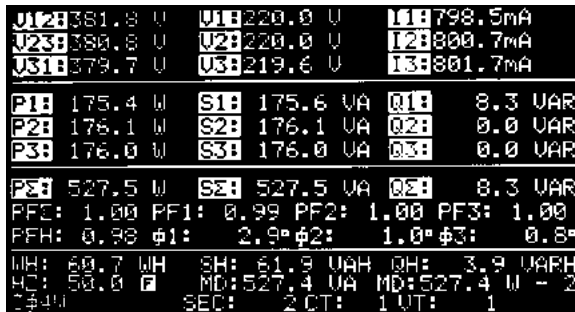 V12:381.8 V V1:220.0 V I1:798.5mA
V23:380.8 V V2:220.0 V I2:800.7mA
V31:379.7 V V3:219.6 V I3:801.7mA
P1: 175.4 W S1: 175.6 VA Q1: 8.3 VAR
P2: 176.1 W S2: 176.1 VA Q2: 0.0 VAR
P3: 176.0 W S3: 176.0 VA Q3: 0.0 VAR
PΣ: 527.5 W SΣ: 527.5 VA QΣ: 8.3 VAR
PFΣ: 1.00 PF1: 0.99 PF2: 1.00 PF3: 1.00
PFH: 0.98 ϕ1: 2.9° ϕ2: 1.0° ϕ3: 0.8°
WH: 60.7 WH SH: 61.9 VAH QH: 3.9 VARH
HZ: 50.0 F MD:527.4 VA MD:527.4 W - 2
3ϕ4W SEC: 2 CT: 1 VT: 1